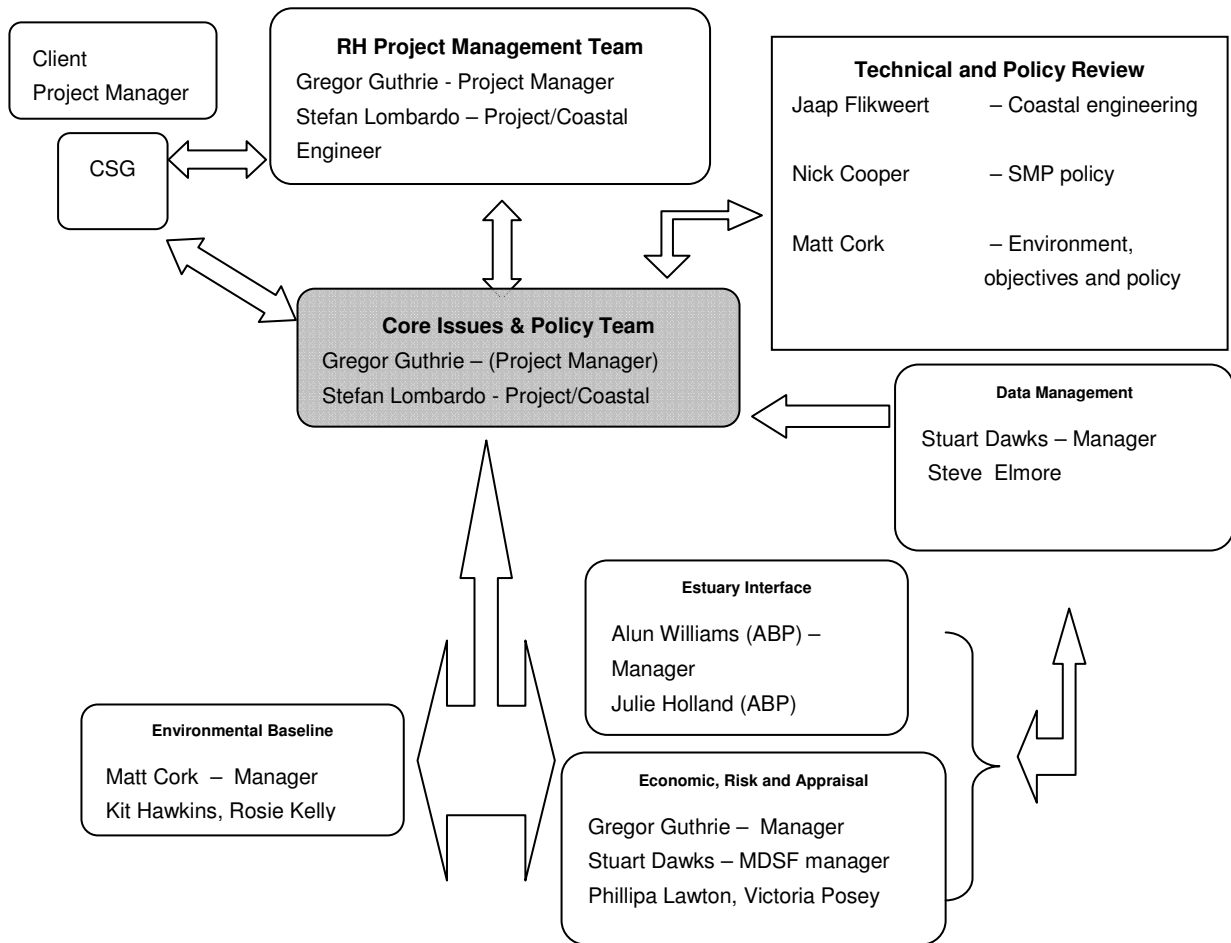 Client
Project Manager
CSG
RH Project Management Team
Gregor Guthrie - Project Manager
Stefan Lombardo – Project/Coastal
Engineer
Technical and Policy Review
Jaap Flikweert – Coastal engineering
Nick Cooper – SMP policy
Matt Cork – Environment,
objectives and policy
Core Issues & Policy Team
Gregor Guthrie – (Project Manager)
Stefan Lombardo - Project/Coastal
Data Management
Stuart Dawks – Manager
Steve Elmore
Estuary Interface
Alun Williams (ABP) –
Manager
Julie Holland (ABP)
Environmental Baseline
Matt Cork – Manager
Kit Hawkins, Rosie Kelly
Economic, Risk and Appraisal
Gregor Guthrie – Manager
Stuart Dawks – MDSF manager
Phillipa Lawton, Victoria Posey